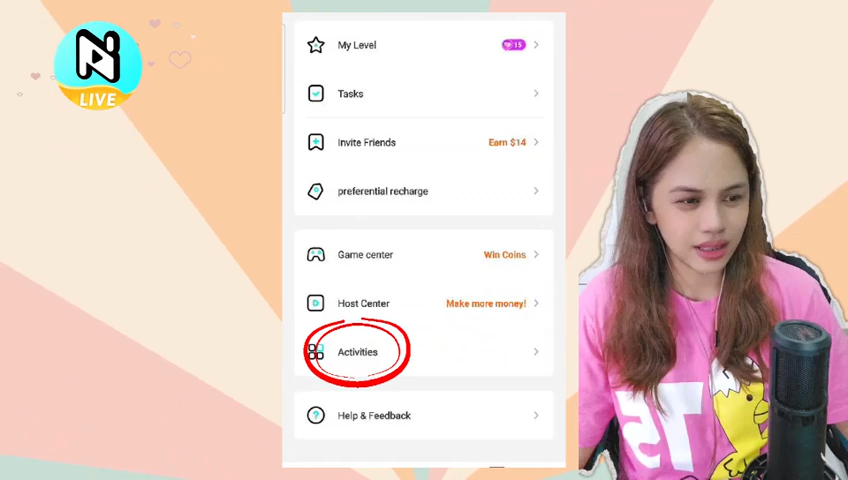 LIVE
My Level
15
Tasks
Invite Friends
Earn $14
preferential recharge
Game center
Win Coins
Host Center
Make more money!
Activities
Help & Feedback